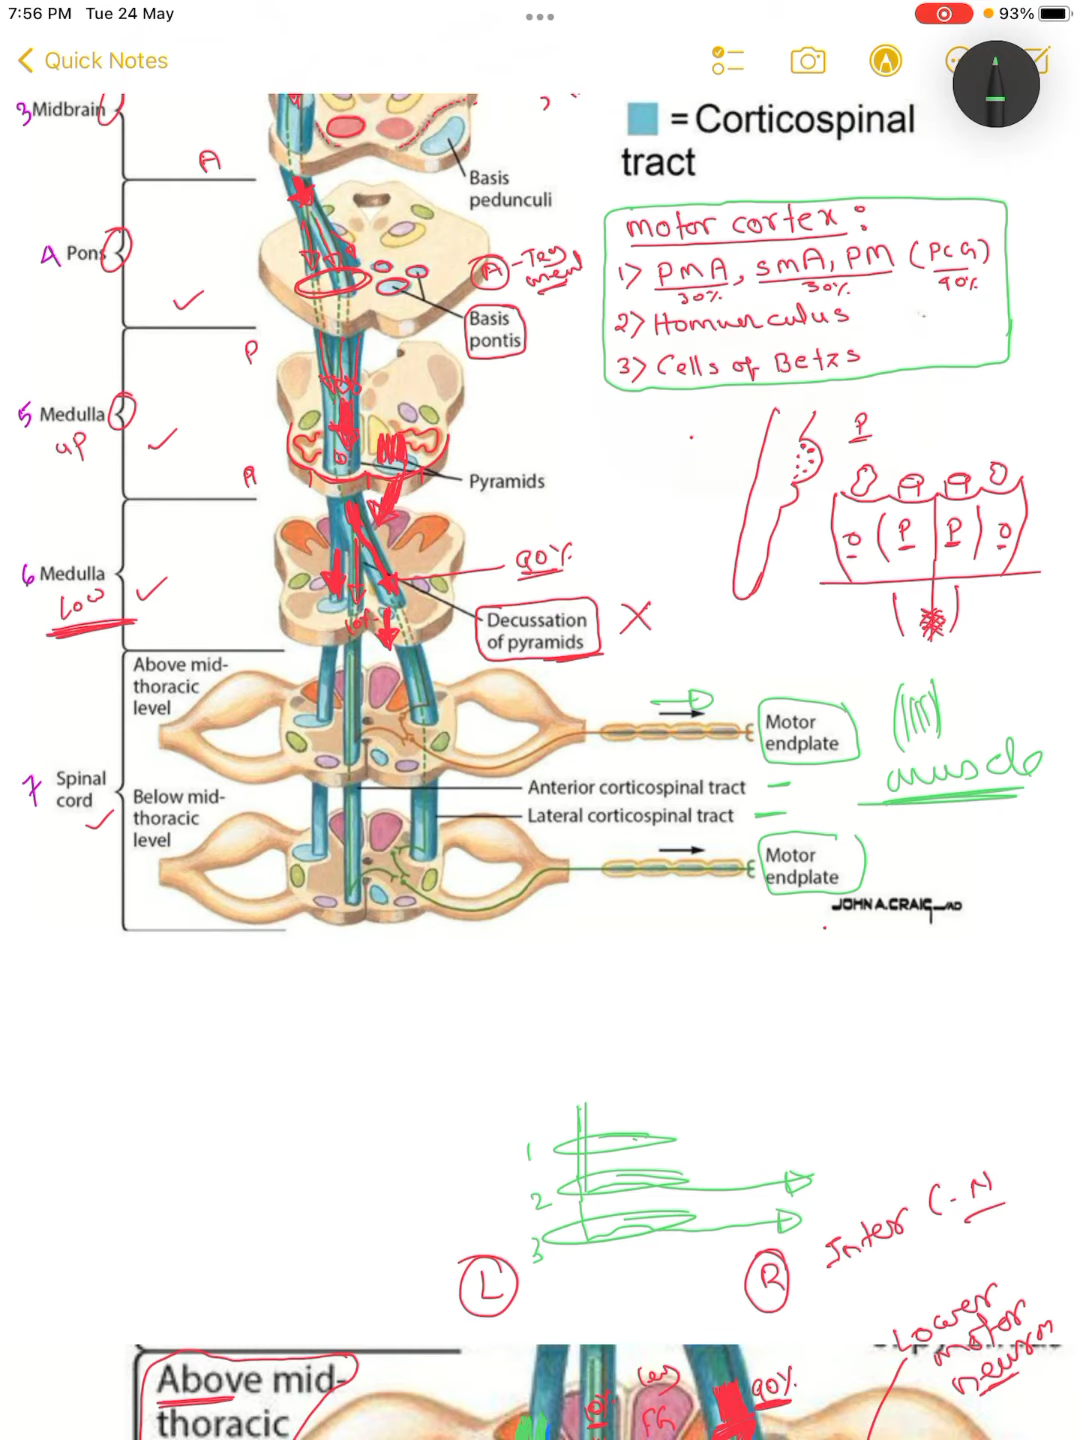 7:56 PM Tue 24 May
93%
Quick Notes
3 Midbrain
A
Basis
pedunculi
= Corticospinal
tract
motor cortex :
1> PMA, SMA, PM (PCG)
30% 30% 40%
2> Homunculus
3> Cells of Betzs
4 Pons
A
Basis
pontis
P
5 Medulla
up
A
Pyramids
P
O ( P P ) O
6 Medulla
Low
90%
Decussation
of pyramids
X
Above mid-
thoracic
level
Motor
endplate
muscle
7 Spinal
cord
Anterior corticospinal tract
Lateral corticospinal tract
Below mid-
thoracic
level
Motor
endplate
JOHN A. CRAIG MD
1
2
3
L
R
Inter C-N
Lower
motor
neuron
Above mid-
thoracic
10%
FG
90%